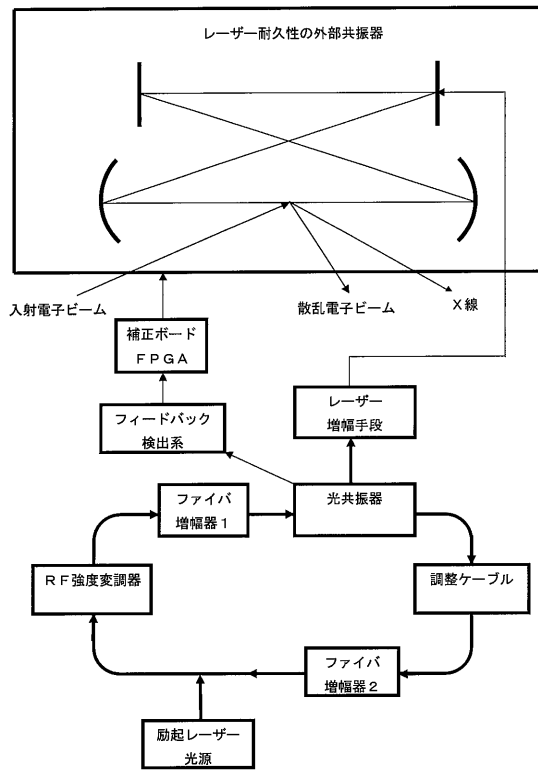 レーザー耐久性の外部共振器
入射電子ビーム
散乱電子ビーム
X線
補正ボード
FPGA
フィードバック
検出系
レーザー
増幅手段
ファイバ
増幅器1
光共振器
RF強度変調器
調整ケーブル
ファイバ
増幅器2
励起レーザー
光源